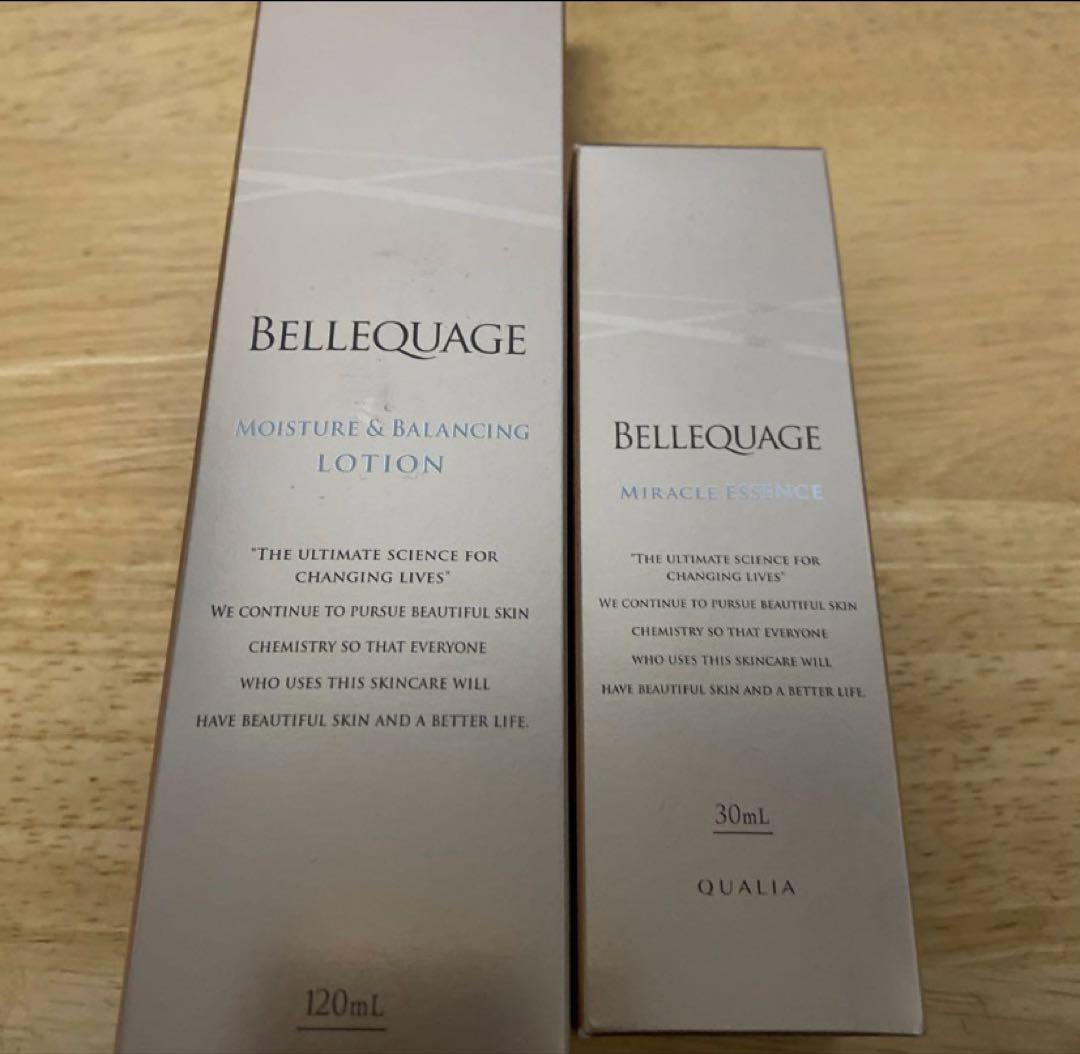 BELLEQUAGE
MOISTURE & BALANCING
LOTION
"THE ULTIMATE SCIENCE FOR
CHANGING LIVES"
WE CONTINUE TO PURSUE BEAUTIFUL SKIN
CHEMISTRY SO THAT EVERYONE
WHO USES THIS SKINCARE WILL
HAVE BEAUTIFUL SKIN AND A BETTER LIFE.
120mL
BELLEQUAGE
MIRACLE ESSENCE
"THE ULTIMATE SCIENCE FOR
CHANGING LIVES"
WE CONTINUE TO PURSUE BEAUTIFUL SKIN
CHEMISTRY SO THAT EVERYONE
WHO USES THIS SKINCARE WILL
HAVE BEAUTIFUL SKIN AND A BETTER LIFE.
30mL
QUALIA